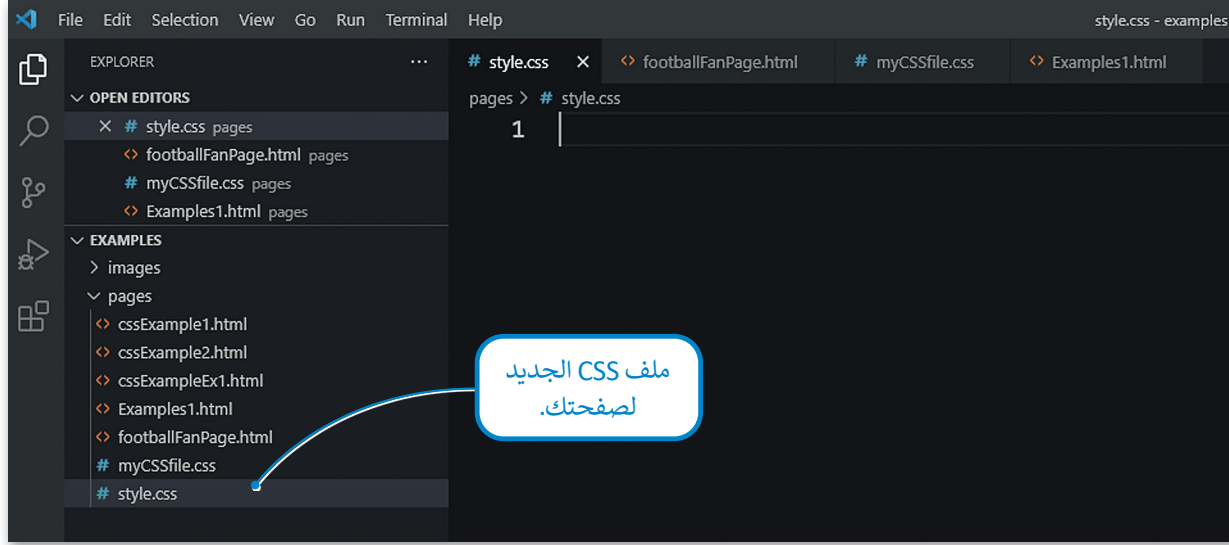 File Edit Selection View Go Run Terminal Help
style.css - examples
EXPLORER ···
OPEN EDITORS
# style.css pages
<> footballFanPage.html pages
# myCSSfile.css pages
<> Examples1.html pages
EXAMPLES
images
pages
<> cssExample1.html
<> cssExample2.html
<> cssExampleEx1.html
<> Examples1.html
<> footballFanPage.html
# myCSSfile.css
# style.css
# style.css <> footballFanPage.html # myCSSfile.css <> Examples1.html
pages > # style.css
1
ملف CSS الجديد
لصفحتك.